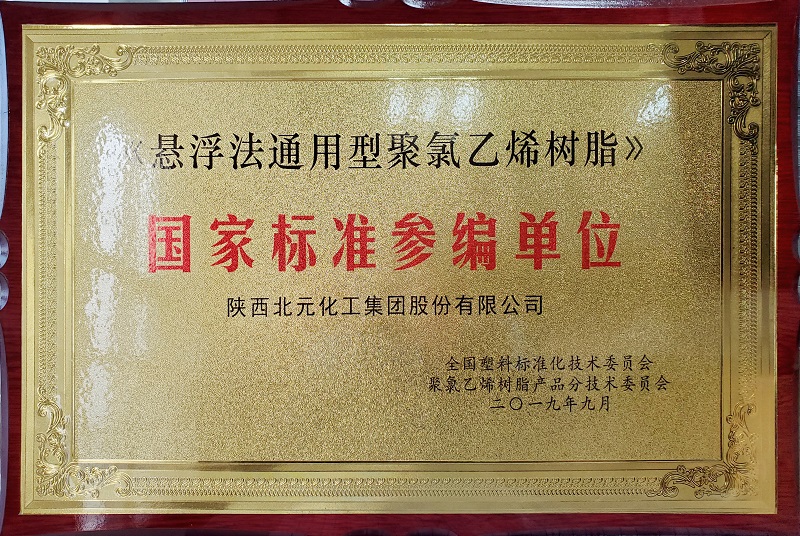 《悬浮法通用型聚氯乙烯树脂》
国家标准参编单位
陕西北元化工集团股份有限公司
全国塑料标准化技术委员会
聚氯乙烯树脂产品分技术委员会
二〇一九年九月